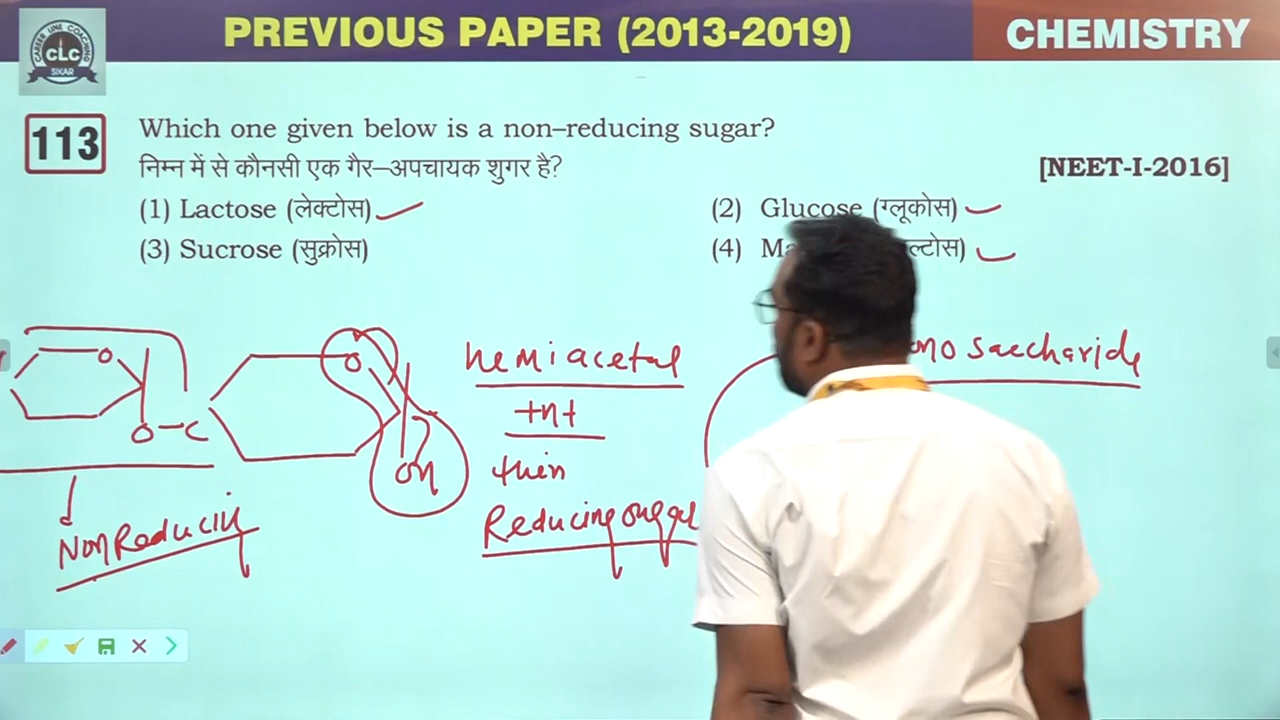 PREVIOUS PAPER (2013-2019)
CHEMISTRY
CAREER LINE COACHING
CLC
SIKAR
113
Which one given below is a non–reducing sugar?
निम्न में से कौनसी एक गैर–अपचायक शुगर है?
[NEET-I-2016]
(1) Lactose (लेक्टोस)
(2) Glucose (ग्लूकोस)
(3) Sucrose (सुक्रोस)
(4) Ma ल्टोस)
O
O–C
Non Reducing
O
OH
hemiacetal
then
Reducing sugar
saccharide